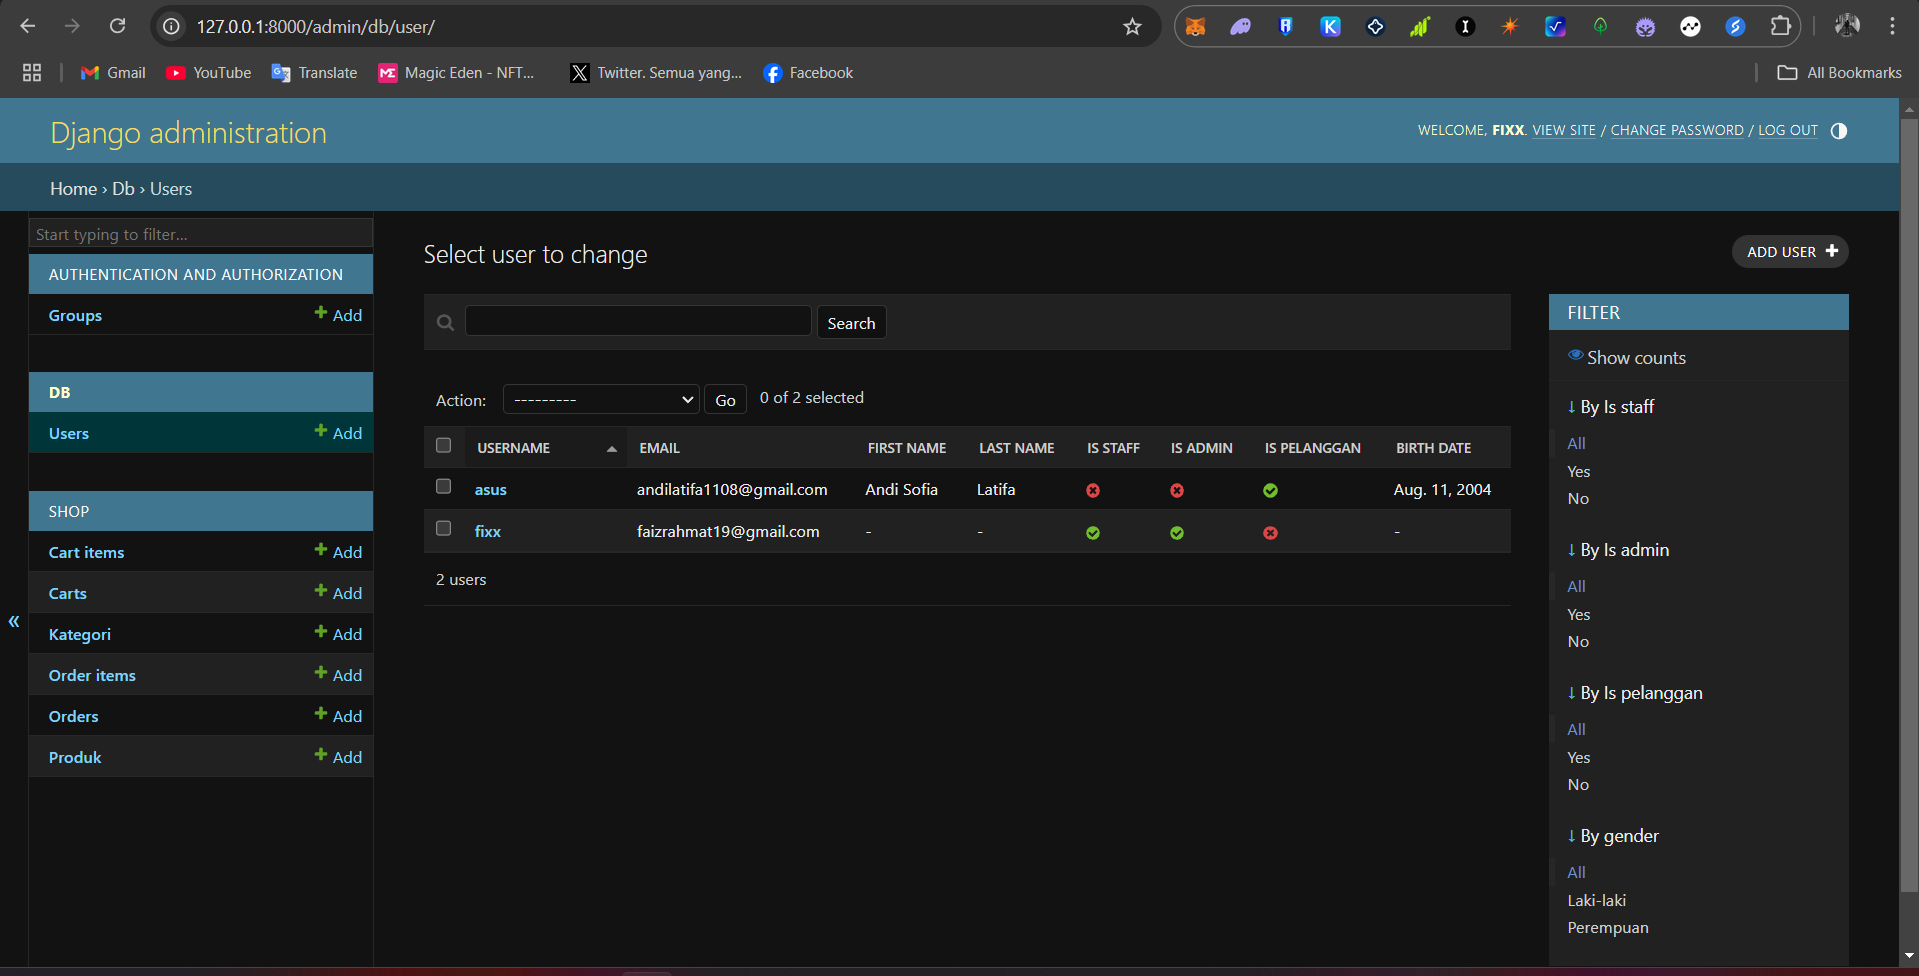 127.0.0.1:8000/admin/db/user/
Gmail YouTube Translate Magic Eden - NFT... Twitter. Semua yang... Facebook All Bookmarks
Django administration
WELCOME, FIXX. VIEW SITE / CHANGE PASSWORD / LOG OUT
Home › Db › Users
Start typing to filter...
AUTHENTICATION AND AUTHORIZATION
Groups + Add
DB
Users + Add
SHOP
Cart items + Add
Carts + Add
Kategori + Add
Order items + Add
Orders + Add
Produk + Add
«
Select user to change
ADD USER +
Search
Action: --------- Go 0 of 2 selected
USERNAME EMAIL FIRST NAME LAST NAME IS STAFF IS ADMIN IS PELANGGAN BIRTH DATE
asus andilatifa1108@gmail.com Andi Sofia Latifa Aug. 11, 2004
fixx faizrahmat19@gmail.com - - -
2 users
FILTER
Show counts
↓ By Is staff
All
Yes
No
↓ By Is admin
All
Yes
No
↓ By Is pelanggan
All
Yes
No
↓ By gender
All
Laki-laki
Perempuan